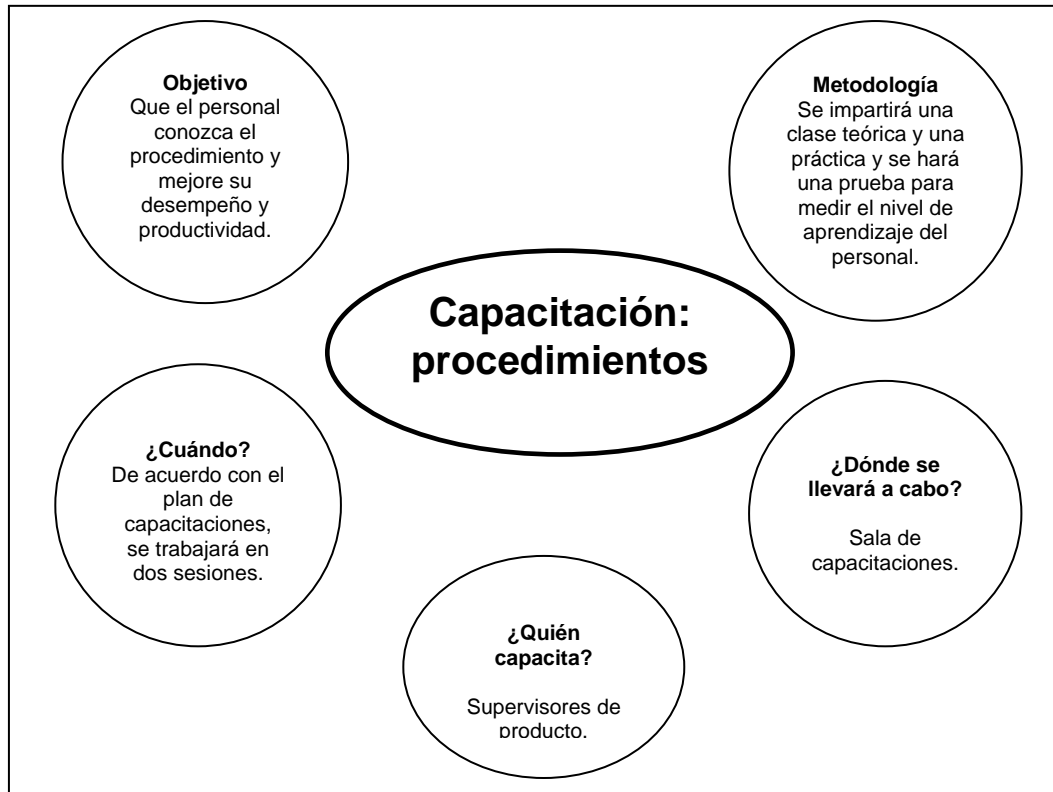 Objetivo
Que el personal
conozca el
procedimiento y
mejore su
desempeño y
productividad.
Metodología
Se impartirá una
clase teórica y una
práctica y se hará
una prueba para
medir el nivel de
aprendizaje del
personal.
Capacitación:
procedimientos
¿Cuándo?
De acuerdo con el
plan de
capacitaciones,
se trabajará en
dos sesiones.
¿Dónde se
llevará a cabo?
Sala de
capacitaciones.
¿Quién
capacita?
Supervisores de
producto.